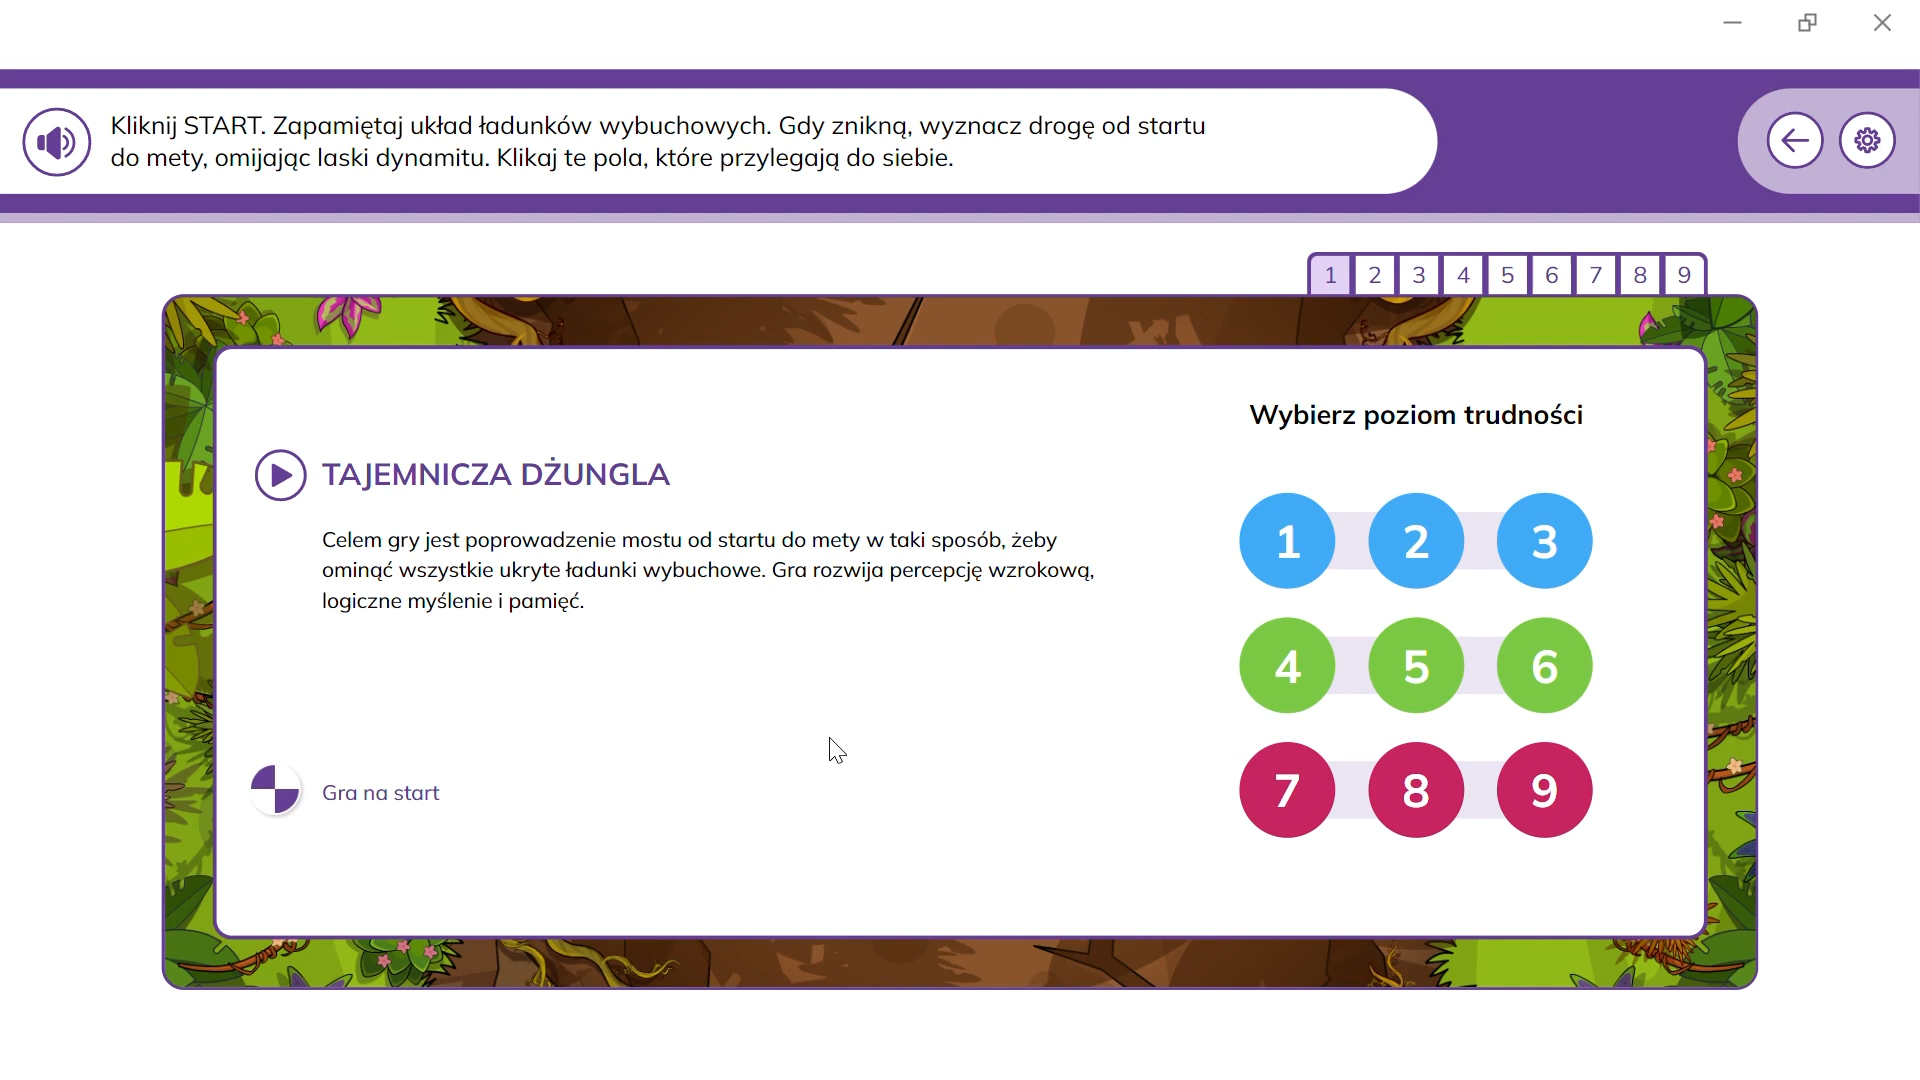 Kliknij START. Zapamiętaj układ ładunków wybuchowych. Gdy znikną, wyznacz drogę od startu
do mety, omijając laski dynamitu. Klikaj te pola, które przylegają do siebie.
1 2 3 4 5 6 7 8 9
Wybierz poziom trudności
TAJEMNICZA DŻUNGLA
Celem gry jest poprowadzenie mostu od startu do mety w taki sposób, żeby
ominąć wszystkie ukryte ładunki wybuchowe. Gra rozwija percepcję wzrokową,
logiczne myślenie i pamięć.
1 2 3
4 5 6
7 8 9
Gra na start